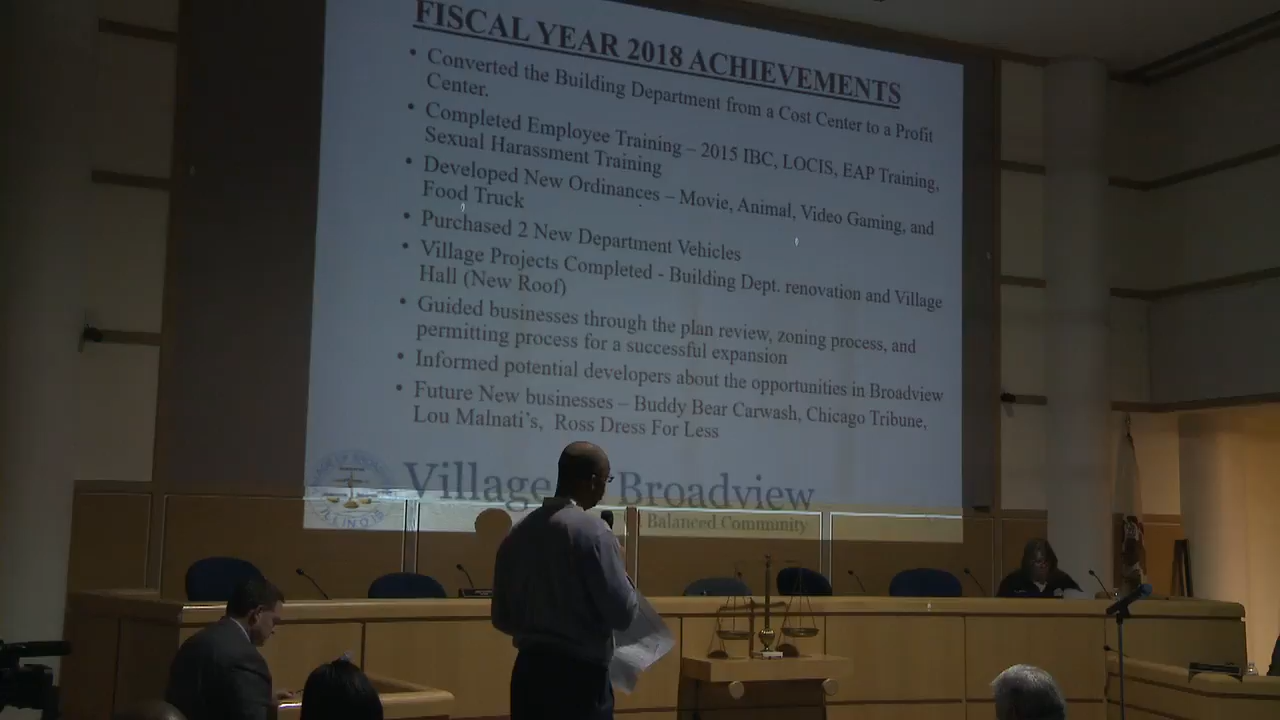 FISCAL YEAR 2018 ACHIEVEMENTS
• Converted the Building Department from a Cost Center to a Profit
Center.
• Completed Employee Training – 2015 IBC, LOCIS, EAP Training,
Sexual Harassment Training
• Developed New Ordinances – Movie, Animal, Video Gaming, and
Food Truck
• Purchased 2 New Department Vehicles
• Village Projects Completed - Building Dept. renovation and Village
Hall (New Roof)
• Guided businesses through the plan review, zoning process, and
permitting process for a successful expansion
• Informed potential developers about the opportunities in Broadview
• Future New businesses – Buddy Bear Carwash, Chicago Tribune,
Lou Malnati's, Ross Dress For Less
Village Broadview
Balanced Community
ILLINOIS